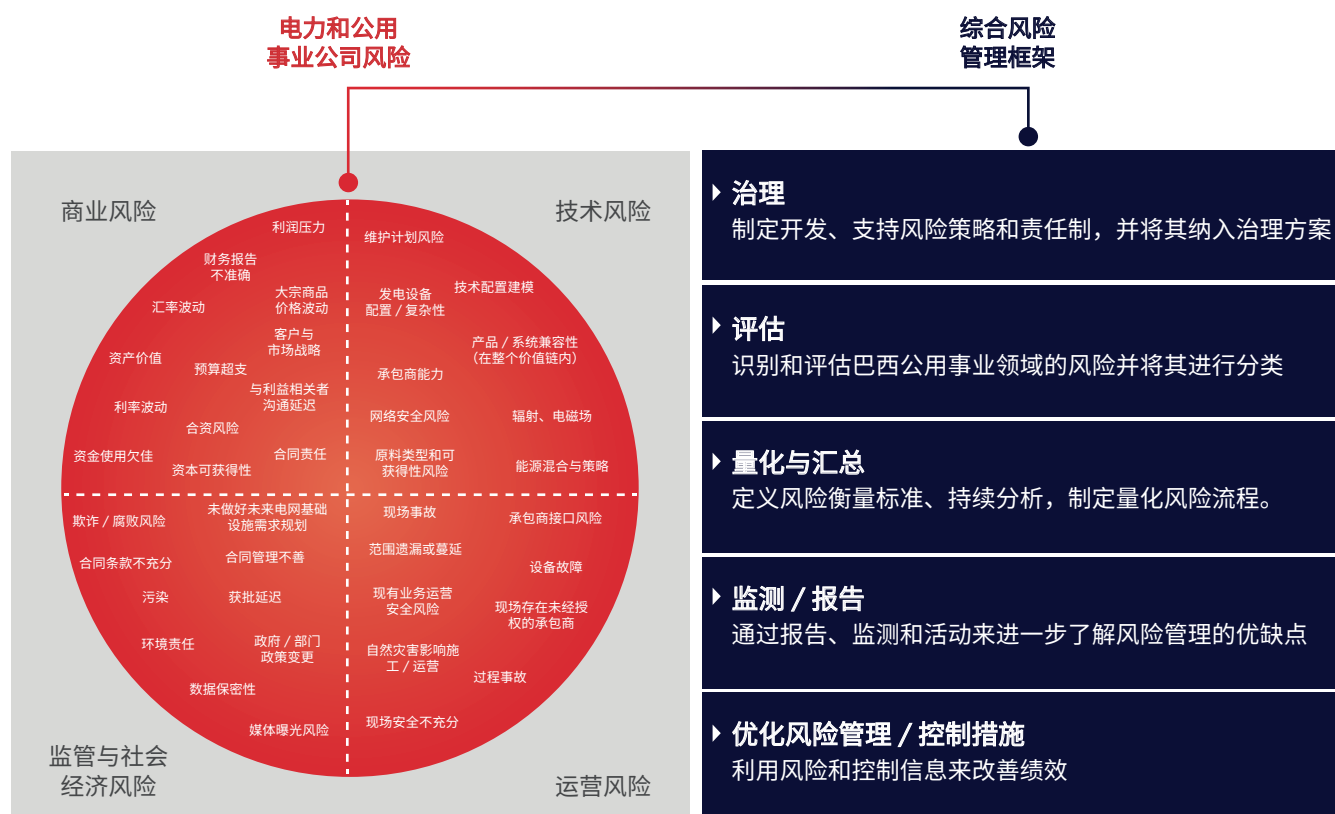 电力和公用
事业公司风险
综合风险
管理框架
商业风险
利润压力
财务报告
不准确
大宗商品
价格波动
汇率波动
客户与
市场战略
资产价值
预算超支
与利益相关者
沟通延迟
利率波动
合资风险
资金使用欠佳
合同责任
资本可获得性
技术风险
维护计划风险
发电设备
配置 / 复杂性
技术配置建模
产品 / 系统兼容性
（在整个价值链内）
承包商能力
网络安全风险
辐射、电磁场
原料类型和可
获得性风险
能源混合与策略
欺诈 / 腐败风险
未做好未来电网基础
设施需求规划
合同条款不充分
合同管理不善
污染
获批延迟
环境责任
政府 / 部门
政策变更
数据保密性
媒体曝光风险
监管与社会
经济风险
现场事故
承包商接口风险
范围遗漏或蔓延
设备故障
现有业务运营
安全风险
现场存在未经授
权的承包商
自然灾害影响施
工 / 运营
过程事故
现场安全不充分
运营风险
治理
制定开发、支持风险策略和责任制，并将其纳入治理方案
评估
识别和评估巴西公用事业领域的风险并将其进行分类
量化与汇总
定义风险衡量标准、持续分析，制定量化风险流程。
监测 / 报告
通过报告、监测和活动来进一步了解风险管理的优缺点
优化风险管理 / 控制措施
利用风险和控制信息来改善绩效